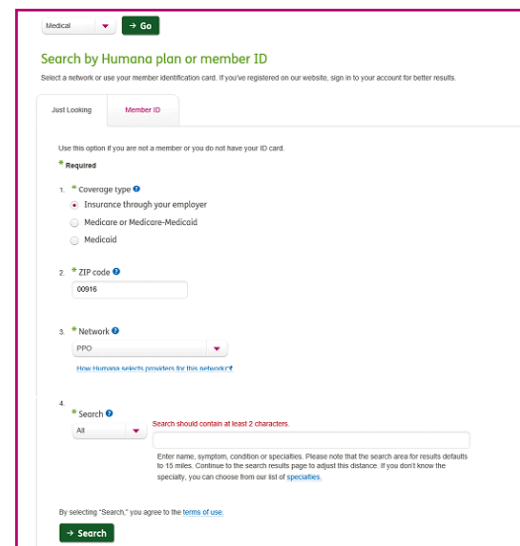 Medical
→ Go
Search by Humana plan or member ID
Select a network or use your member identification card. If you've registered on our website, sign in to your account for better results.
Just Looking
Member ID
Use this option if you are not a member or you do not have your ID card.
* Required
1. * Coverage type ?
Insurance through your employer
Medicare or Medicare-Medicaid
Medicaid
2. * ZIP code ?
00916
3. * Network ?
PPO
How Humana selects providers for this network
4.
* Search ?
All
Search should contain at least 2 characters.
Enter name, symptom, condition or specialties. Please note that the search area for results defaults
to 15 miles. Continue to the search results page to adjust this distance. If you don't know the
specialty, you can choose from our list of specialties.
By selecting "Search," you agree to the terms of use.
→ Search